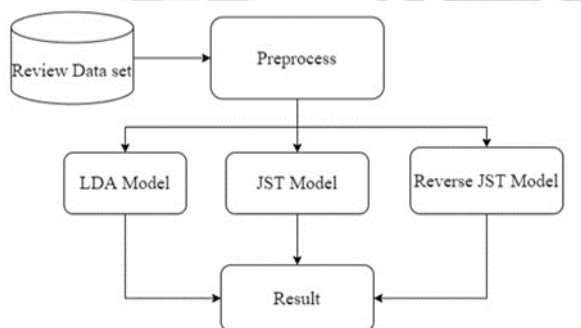 Review Data set
Preprocess
LDA Model
JST Model
Reverse JST Model
Result